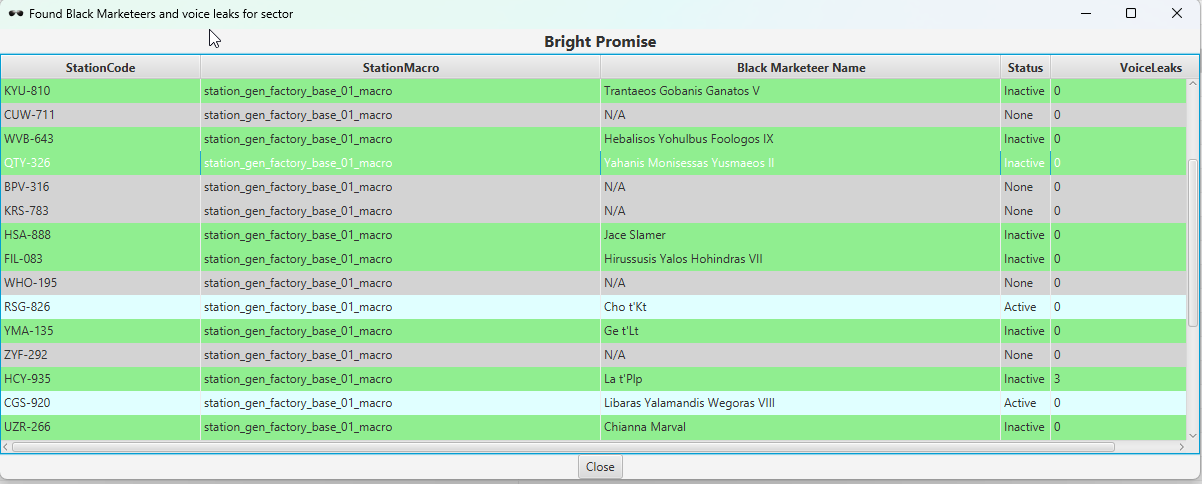 Found Black Marketeers and voice leaks for sector
Bright Promise
StationCode StationMacro Black Marketeer Name Status VoiceLeaks
KYU-810 station_gen_factory_base_01_macro Trantaeos Gobanis Ganatos V Inactive 0
CUW-711 station_gen_factory_base_01_macro N/A None 0
WVB-643 station_gen_factory_base_01_macro Hebalisos Yohulbus Foologos IX Inactive 0
QTY-326 station_gen_factory_base_01_macro Yahanis Monisessas Yusmaeos II Inactive 0
BPV-316 station_gen_factory_base_01_macro N/A None 0
KRS-783 station_gen_factory_base_01_macro N/A None 0
HSA-888 station_gen_factory_base_01_macro Jace Slamer Inactive 0
FIL-083 station_gen_factory_base_01_macro Hirussusis Yalos Hohindras VII Inactive 0
WHO-195 station_gen_factory_base_01_macro N/A None 0
RSG-826 station_gen_factory_base_01_macro Cho t'Kt Active 0
YMA-135 station_gen_factory_base_01_macro Ge t'Lt Inactive 0
ZYF-292 station_gen_factory_base_01_macro N/A None 0
HCY-935 station_gen_factory_base_01_macro La t'Plp Inactive 3
CGS-920 station_gen_factory_base_01_macro Libaras Yalamandis Wegoras VIII Active 0
UZR-266 station_gen_factory_base_01_macro Chianna Marval Inactive 0
Close